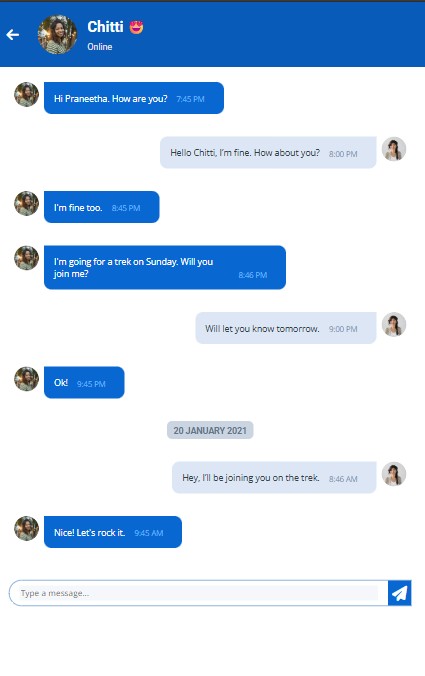 Chitti 😍
Online
Hi Praneetha. How are you? 7:45 PM
Hello Chitti, I'm fine. How about you? 8:00 PM
I'm fine too. 8:45 PM
I'm going for a trek on Sunday. Will you
join me? 8:46 PM
Will let you know tomorrow. 9:00 PM
Ok! 9:45 PM
20 JANUARY 2021
Hey, I'll be joining you on the trek. 8:46 AM
Nice! Let's rock it. 9:45 AM
Type a message...